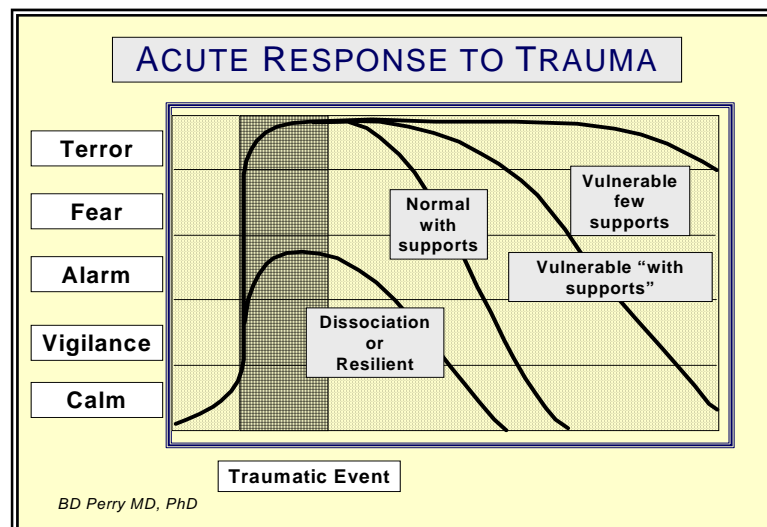 ACUTE RESPONSE TO TRAUMA
Terror
Fear
Alarm
Vigilance
Calm
Normal
with
supports
Vulnerable
few
supports
Vulnerable “with
supports”
Dissociation
or
Resilient
Traumatic Event
BD Perry MD, PhD